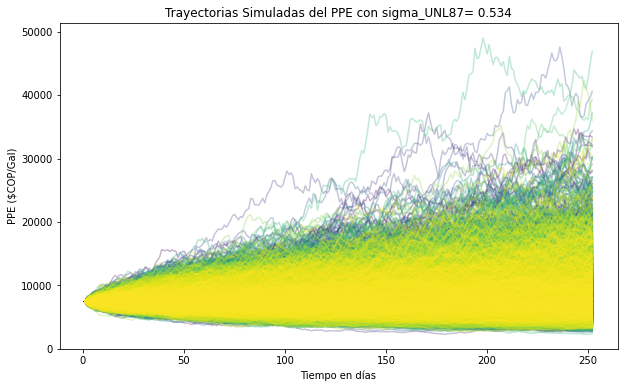 Trayectorias Simuladas del PPE con sigma_UNL87= 0.534
50000
40000
30000
20000
10000
0
PPE ($COP/Gal)
0 50 100 150 200 250
Tiempo en días